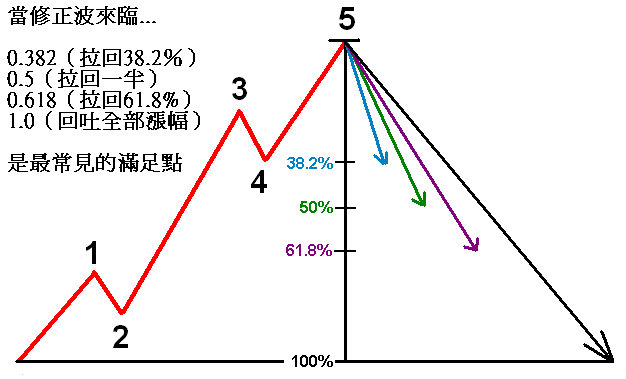 當修正波來臨...
0.382（拉回38.2%）
0.5（拉回一半）
0.618（拉回61.8%）
1.0（回吐全部漲幅）
是最常見的滿足點
5
3
4
1
2
38.2%
50%
61.8%
100%